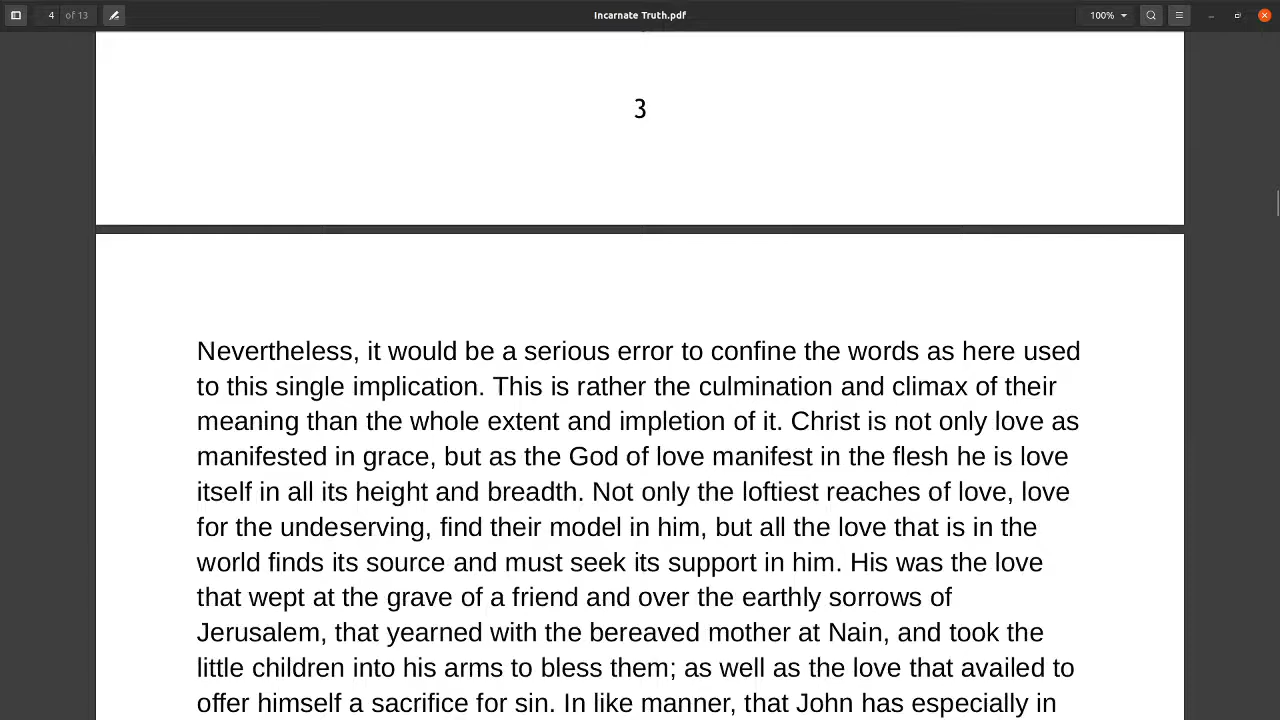 4 of 13
Incarnate Truth.pdf
100%
3
Nevertheless, it would be a serious error to confine the words as here used
to this single implication. This is rather the culmination and climax of their
meaning than the whole extent and impletion of it. Christ is not only love as
manifested in grace, but as the God of love manifest in the flesh he is love
itself in all its height and breadth. Not only the loftiest reaches of love, love
for the undeserving, find their model in him, but all the love that is in the
world finds its source and must seek its support in him. His was the love
that wept at the grave of a friend and over the earthly sorrows of
Jerusalem, that yearned with the bereaved mother at Nain, and took the
little children into his arms to bless them; as well as the love that availed to
offer himself a sacrifice for sin. In like manner, that John has especially in